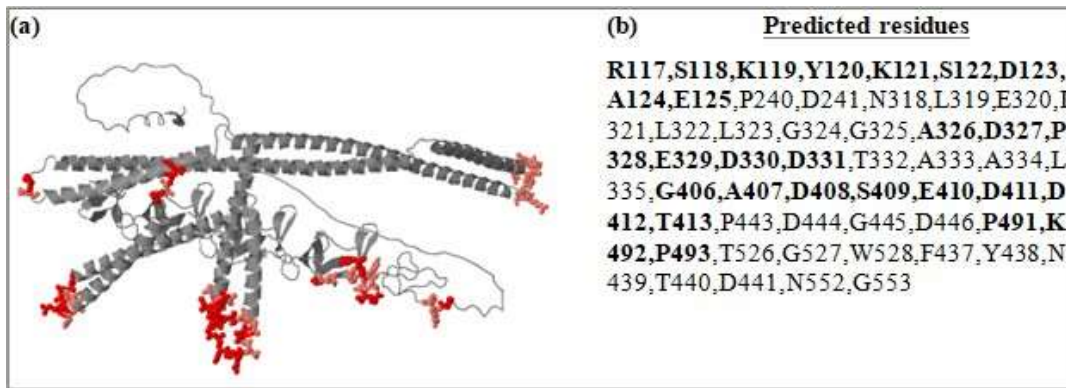 (a)
(b) Predicted residues
R117,S118,K119,Y120,K121,S122,D123,
A124,E125,P240,D241,N318,L319,E320,
321,L322,L323,G324,G325,A326,D327,P
328,E329,D330,D331,T332,A333,A334,L
335,G406,A407,D408,S409,E410,D411,D
412,T413,P443,D444,G445,D446,P491,K
492,P493,T526,G527,W528,F437,Y438,N
439,T440,D441,N552,G553